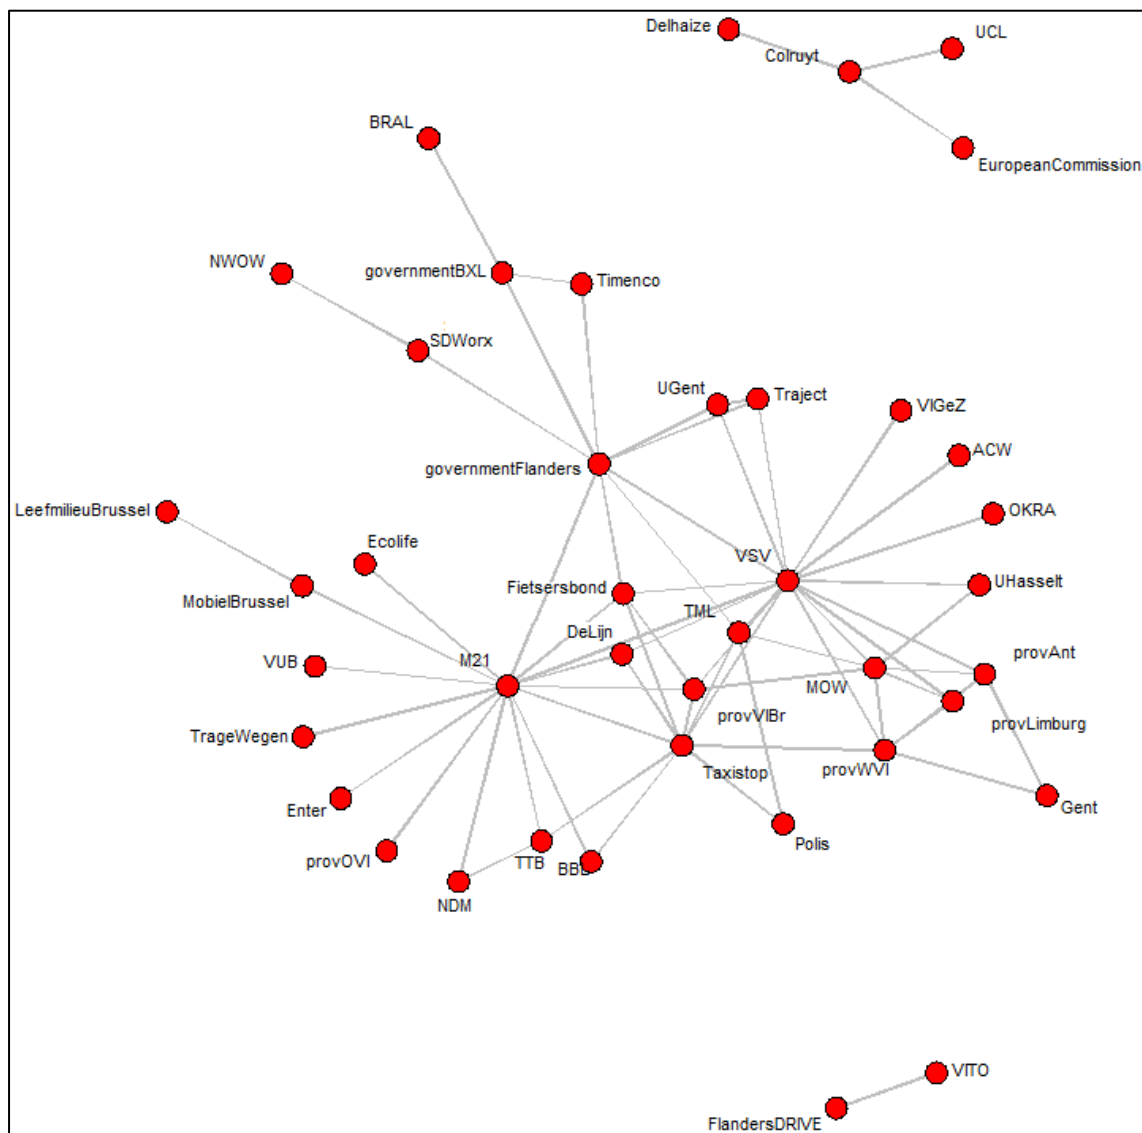 Delhaize
UCL
Colruyt
BRAL
EuropeanCommission
NWOW
governmentBXL
Timenco
SDWorx
UGent
Traject
VIGeZ
ACW
governmentFlanders
LeefmilieuBrussel
OKRA
Ecolife
VSV
UHasselt
Fietsersbond
MobielBrussel
TML
DeLijn
provAnt
M21
VUB
MOW
provVlBr
provLimburg
TrageWegen
Taxistop
provWVl
Enter
Gent
Polis
provOVl
TTB
NDM
VITO
FlandersDRIVE